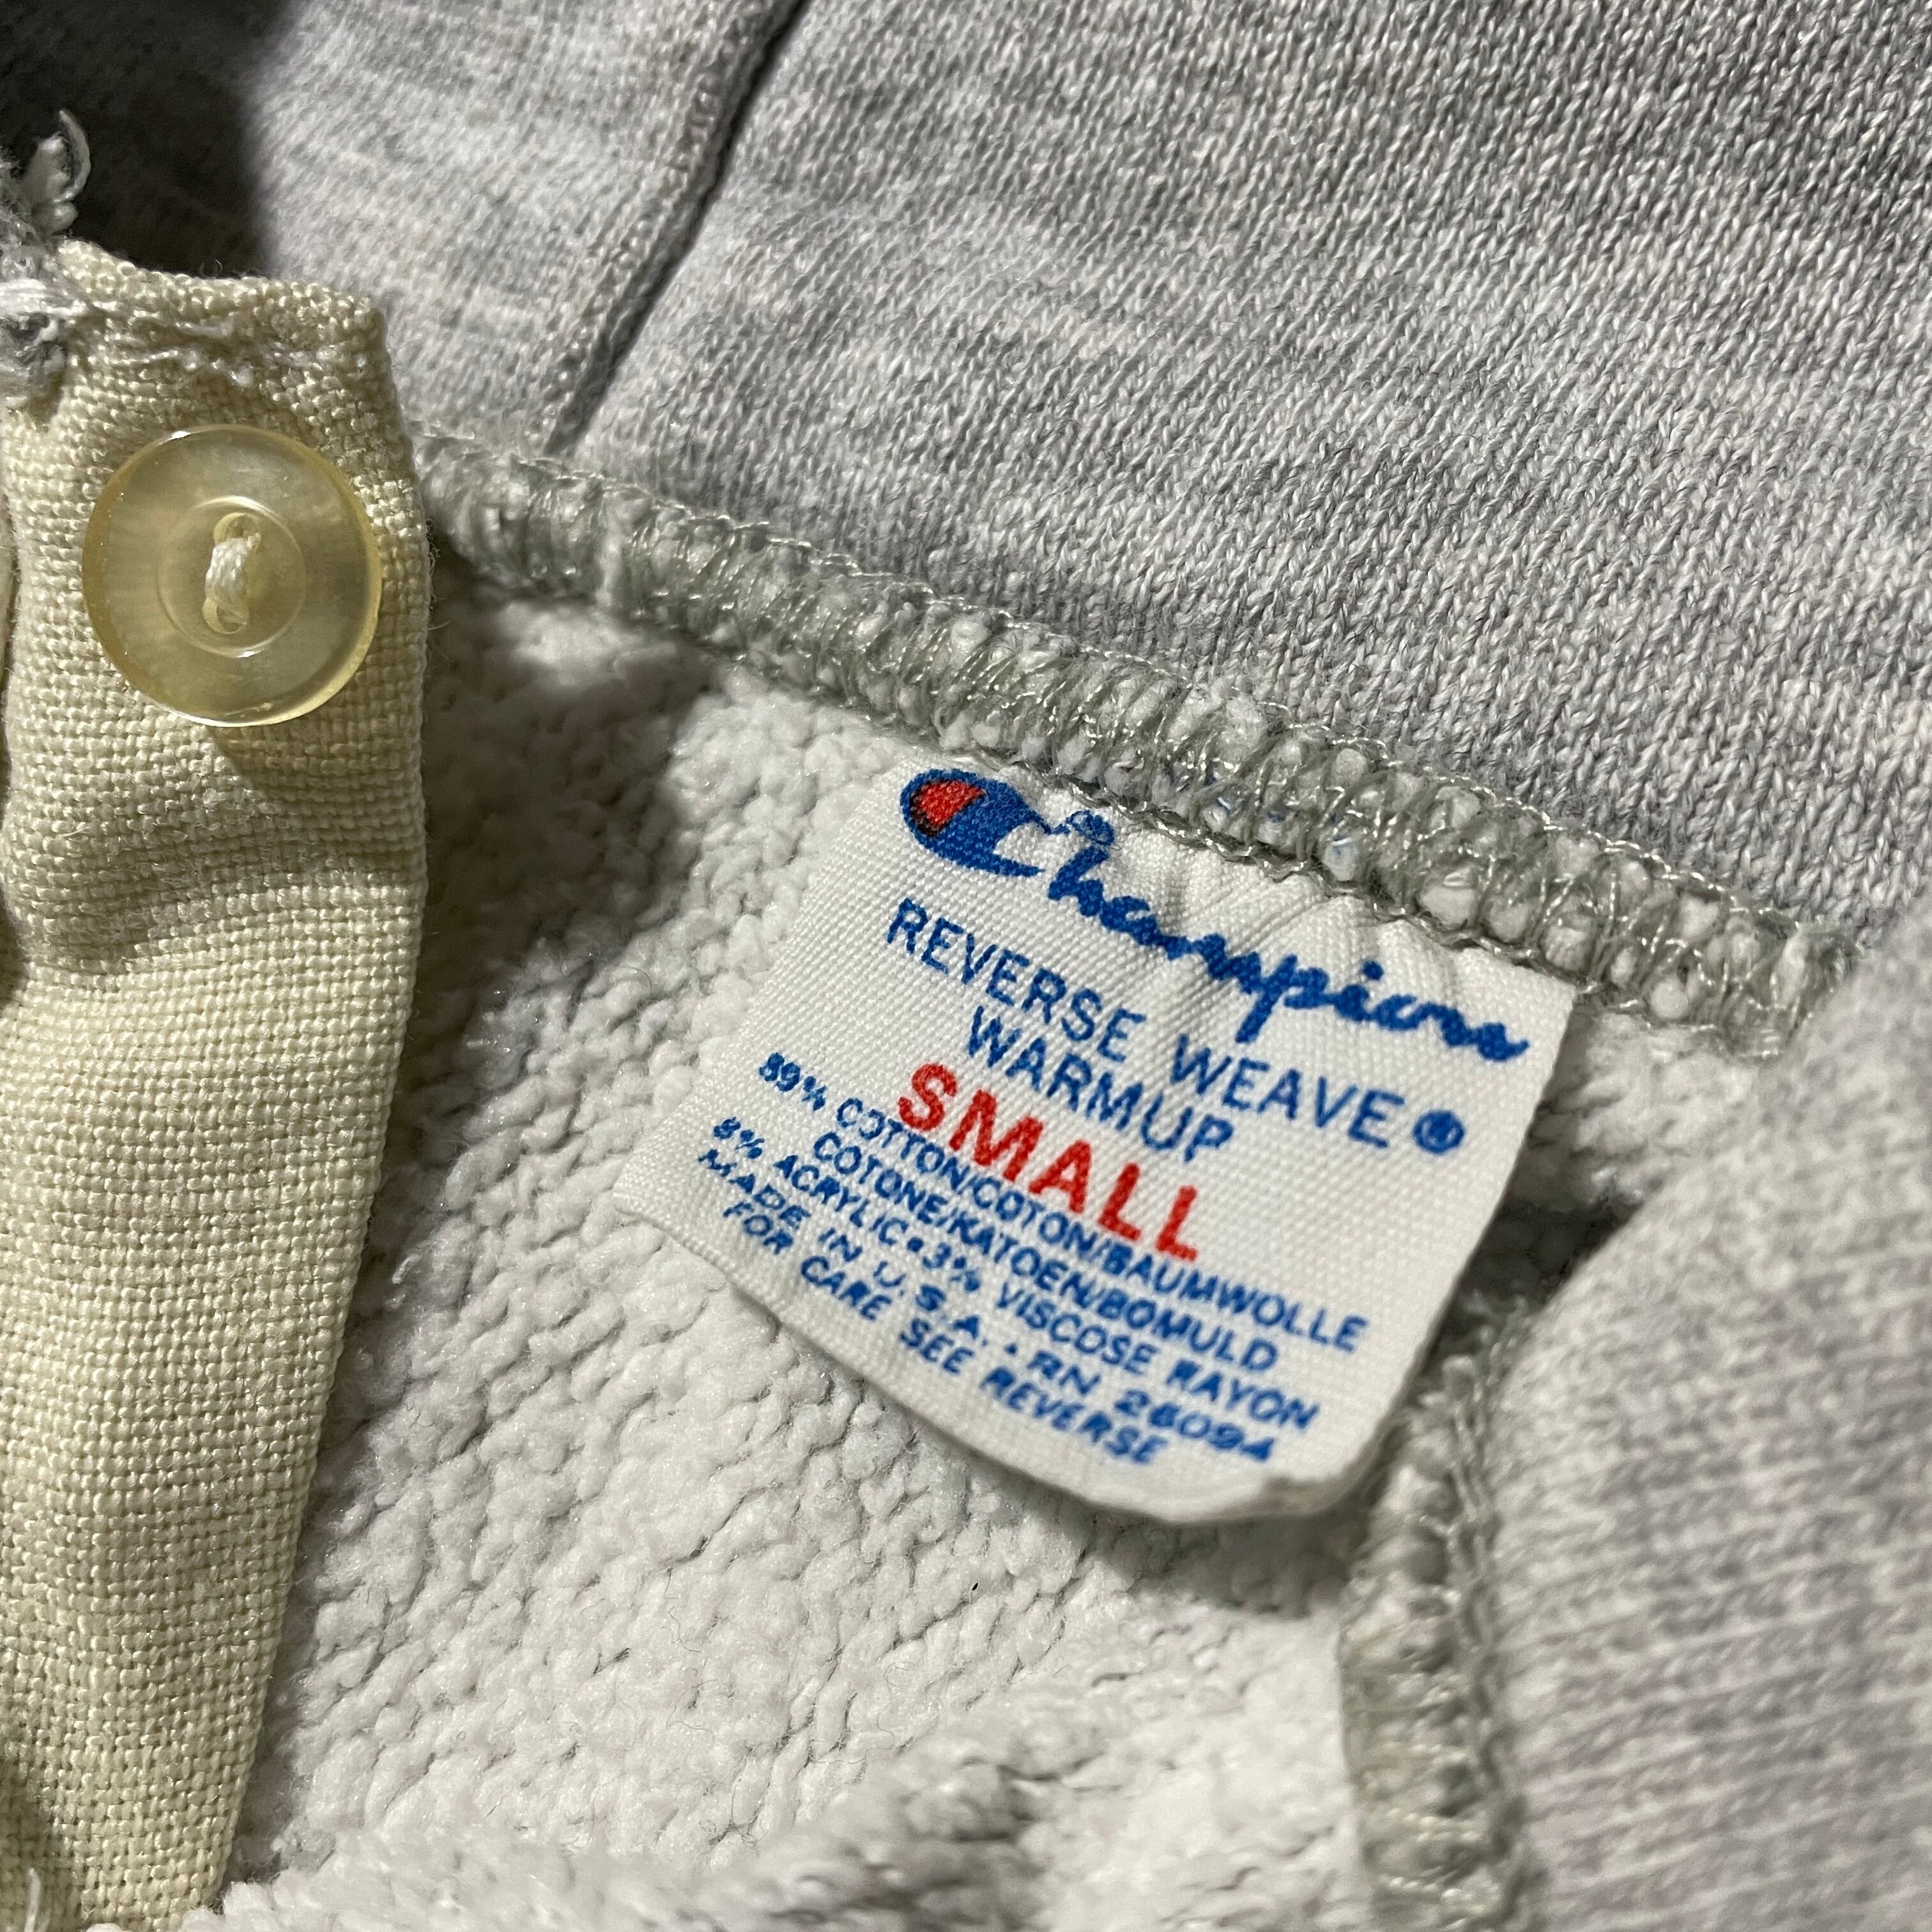 Champion
REVERSE WEAVE ®
WARMUP
SMALL
89% COTTON/COTON/BAUMWOLLE
COTONE/KATOEN/BOMULD
8% ACRYLIC•3% VISCOSE RAYON
MADE IN U.S.A. • RN 26094
FOR CARE SEE REVERSE